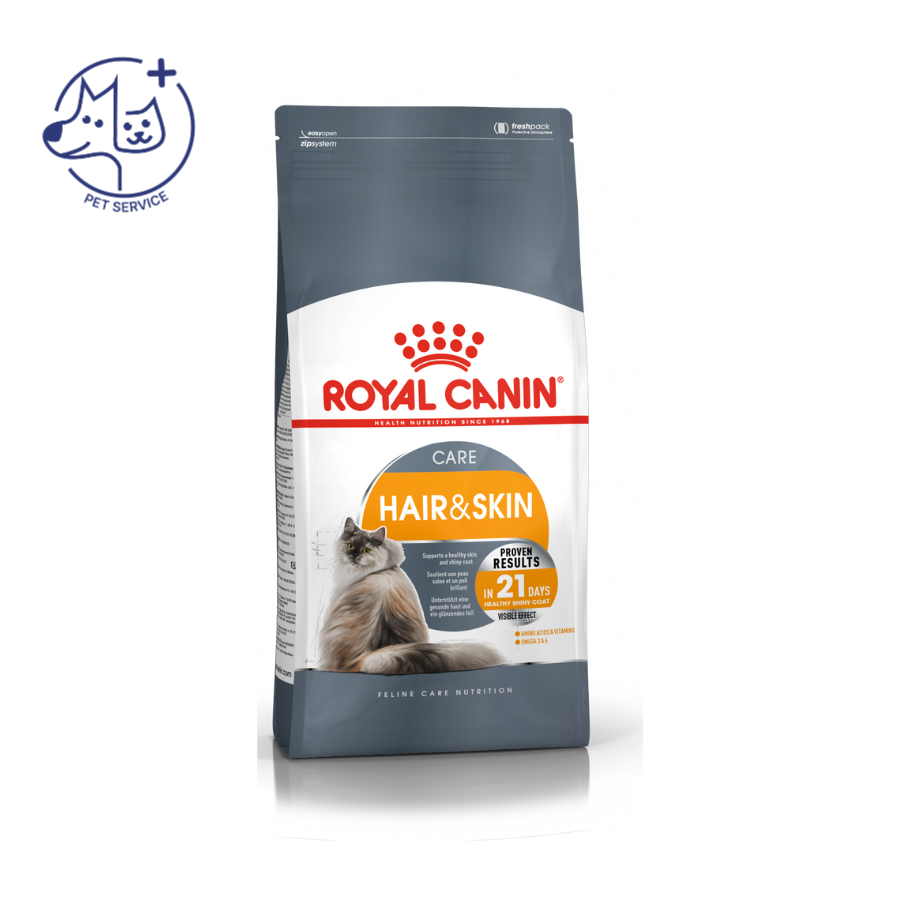 PET SERVICE
easyopen
zipsystem
freshpack
Protective atmosphere
ROYAL CANIN®
HEALTH NUTRITION SINCE 1968
CARE
HAIR&SKIN
Supports a healthy skin
and shiny coat
Soutient une peau
saine et un poil
brillant
Unterstützt eine
gesunde haut und
ein glänzendes fell
PROVEN
RESULTS
IN 21 DAYS
HEALTHY SHINY COAT
VISIBLE EFFECT
AMINO ACIDS & VITAMINS
OMEGA 3 & 6
FELINE CARE NUTRITION